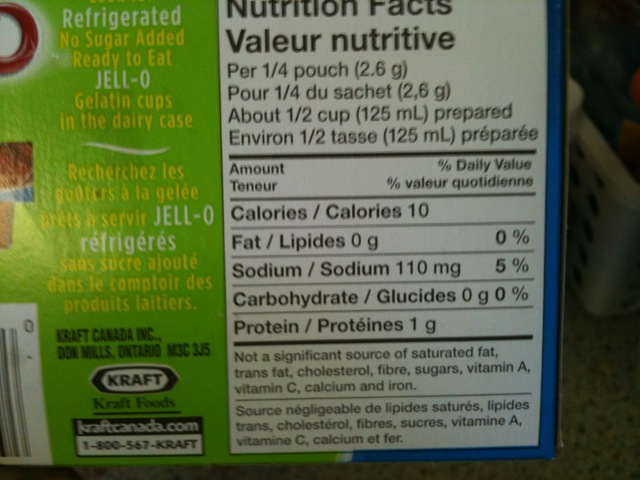 Refrigerated
No Sugar Added
Ready to Eat
JELL-O
Gelatin cups
in the dairy case
Recherchez les
goûters à la gelée
prêts à servir JELL-O
réfrigérés
sans sucre ajouté
dans le comptoir des
produits laitiers.
0
KRAFT CANADA INC.,
DON MILLS, ONTARIO M3C 3J5
KRAFT
Kraft Foods
kraftcanada.com
1-800-567-KRAFT
Nutrition Facts
Valeur nutritive
Per 1/4 pouch (2.6 g)
Pour 1/4 du sachet (2,6 g)
About 1/2 cup (125 mL) prepared
Environ 1/2 tasse (125 mL) préparée
Amount % Daily Value
Teneur % valeur quotidienne
Calories / Calories 10
Fat / Lipides 0 g 0 %
Sodium / Sodium 110 mg 5 %
Carbohydrate / Glucides 0 g 0 %
Protein / Protéines 1 g
Not a significant source of saturated fat,
trans fat, cholesterol, fibre, sugars, vitamin A,
vitamin C, calcium and iron.
Source négligeable de lipides saturés, lipides
trans, cholestérol, fibres, sucres, vitamine A,
vitamine C, calcium et fer.